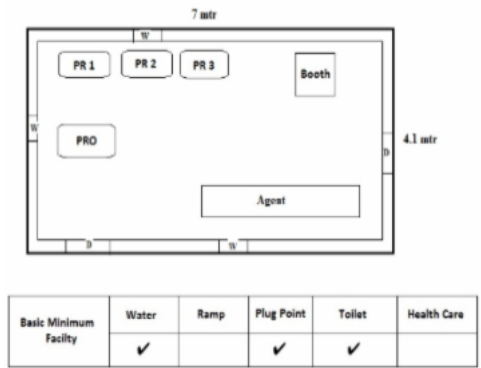 7 mtr
W
PR 1 PR 2 PR 3
Booth
W
PRO
D
4.1 mtr
Agent
D
W
Basic Minimum Facilty
Water Ramp Plug Point Toilet Health Care
✔ ✔ ✔